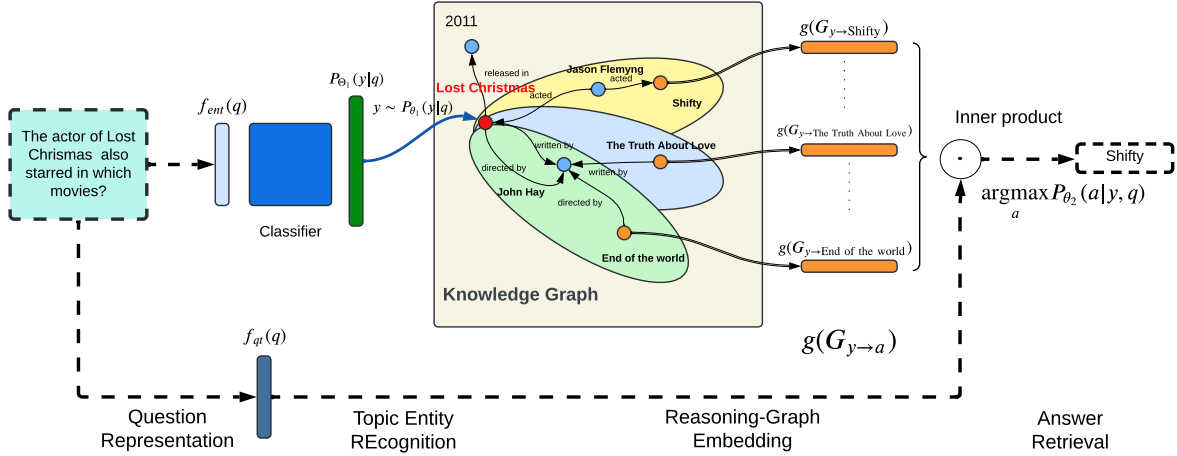 The actor of Lost
Chrismas also
starred in which
movies?
f_ent(q)
Classifier
P_Θ₁(y|q)
y ∼ P_θ₁(y|q)
2011
released in
Lost Christmas
Jason Flemyng
acted
acted
Shifty
written by
The Truth About Love
written by
directed by
John Hay
directed by
End of the world
Knowledge Graph
g(G_y→Shifty)
g(G_y→The Truth About Love)
g(G_y→End of the world)
g(G_y→a)
Inner product
Shifty
argmax P_θ₂(a|y, q)
a
f_qt(q)
Question
Representation
Topic Entity
REcognition
Reasoning-Graph
Embedding
Answer
Retrieval